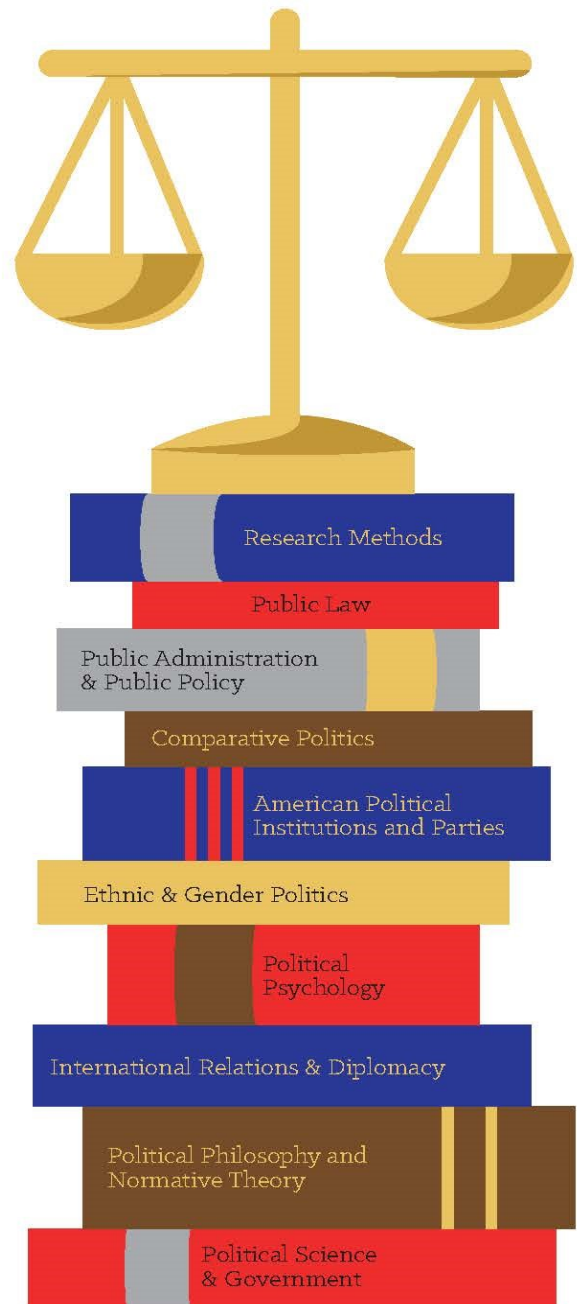 Research Methods
Public Law
Public Administration
& Public Policy
Comparative Politics
American Political
Institutions and Parties
Ethnic & Gender Politics
Political
Psychology
International Relations & Diplomacy
Political Philosophy and
Normative Theory
Political Science
& Government